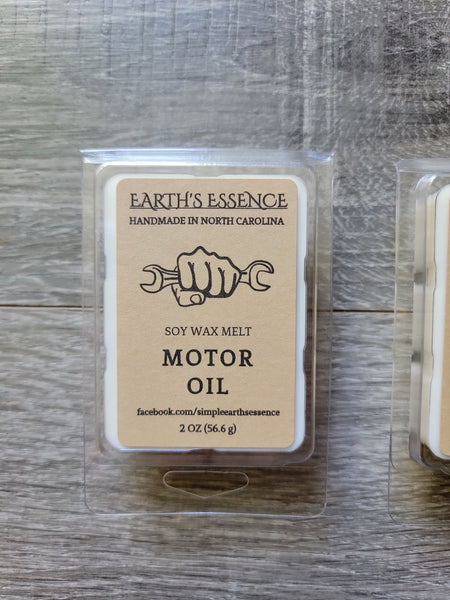 EARTH'S ESSENCE
HANDMADE IN NORTH CAROLINA
SOY WAX MELT
MOTOR
OIL
facebook.com/simpleearthsessence
2 OZ (56.6 g)